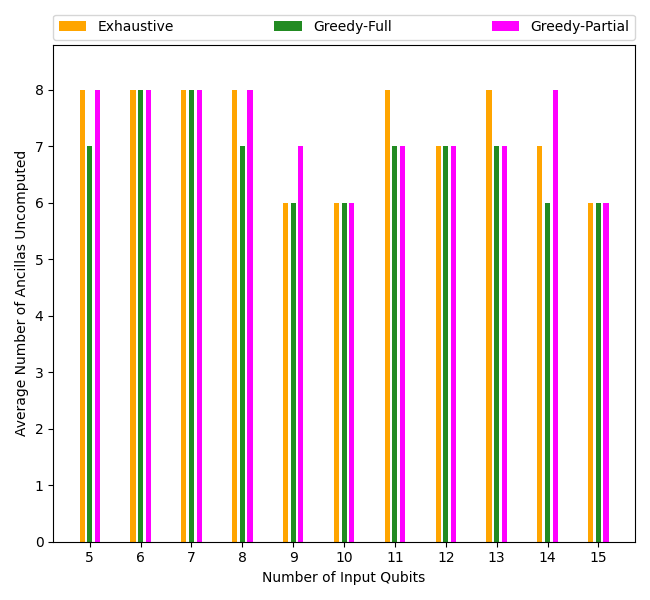 Exhaustive Greedy-Full Greedy-Partial
Average Number of Ancillas Uncomputed
8
7
6
5
4
3
2
1
0
5 6 7 8 9 10 11 12 13 14 15
Number of Input Qubits